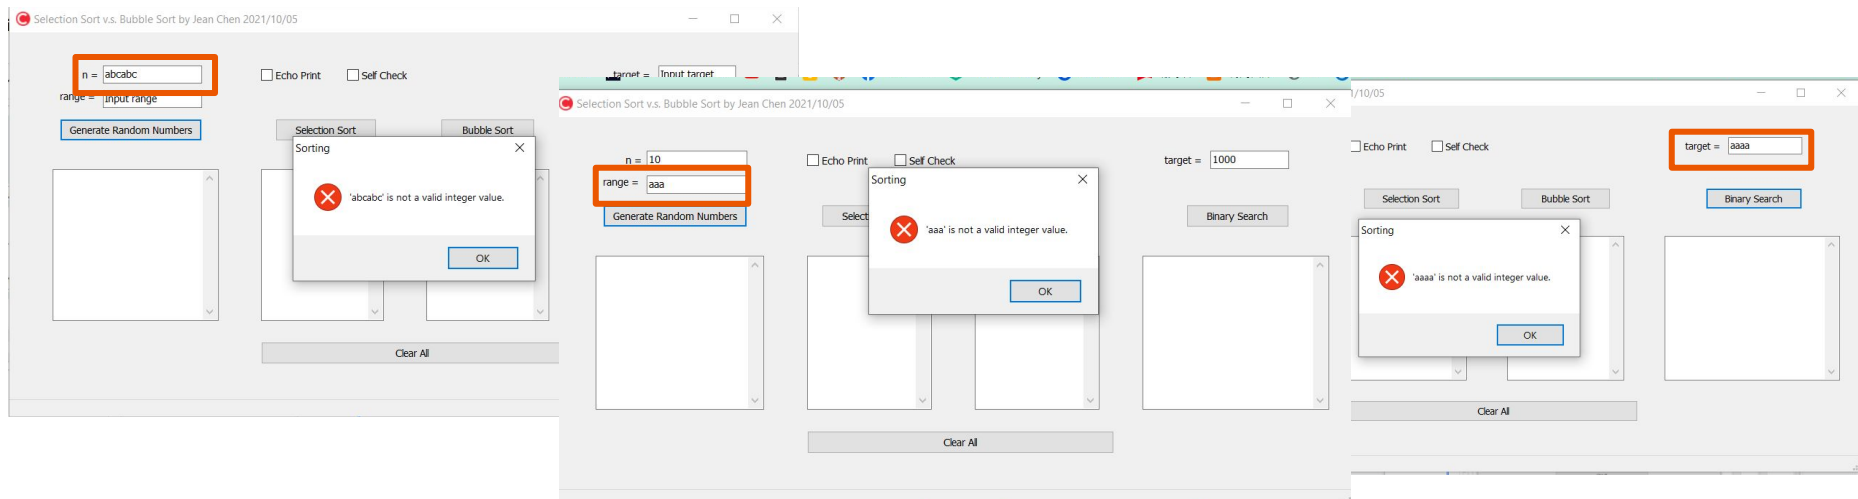 Selection Sort v.s. Bubble Sort by Jean Chen 2021/10/05
n = abcabc
Echo Print
Self Check
target = Input target
range = Input range
Generate Random Numbers
Selection Sort
Bubble Sort
Sorting
'abcabc' is not a valid integer value.
OK
Clear All
Selection Sort v.s. Bubble Sort by Jean Chen 2021/10/05
n = 10
Echo Print
Self Check
target = 1000
range = aaa
Generate Random Numbers
Select
Binary Search
Sorting
'aaa' is not a valid integer value.
OK
Clear All
1/10/05
Echo Print
Self Check
target = aaaa
Selection Sort
Bubble Sort
Binary Search
Sorting
'aaaa' is not a valid integer value.
OK
Clear All